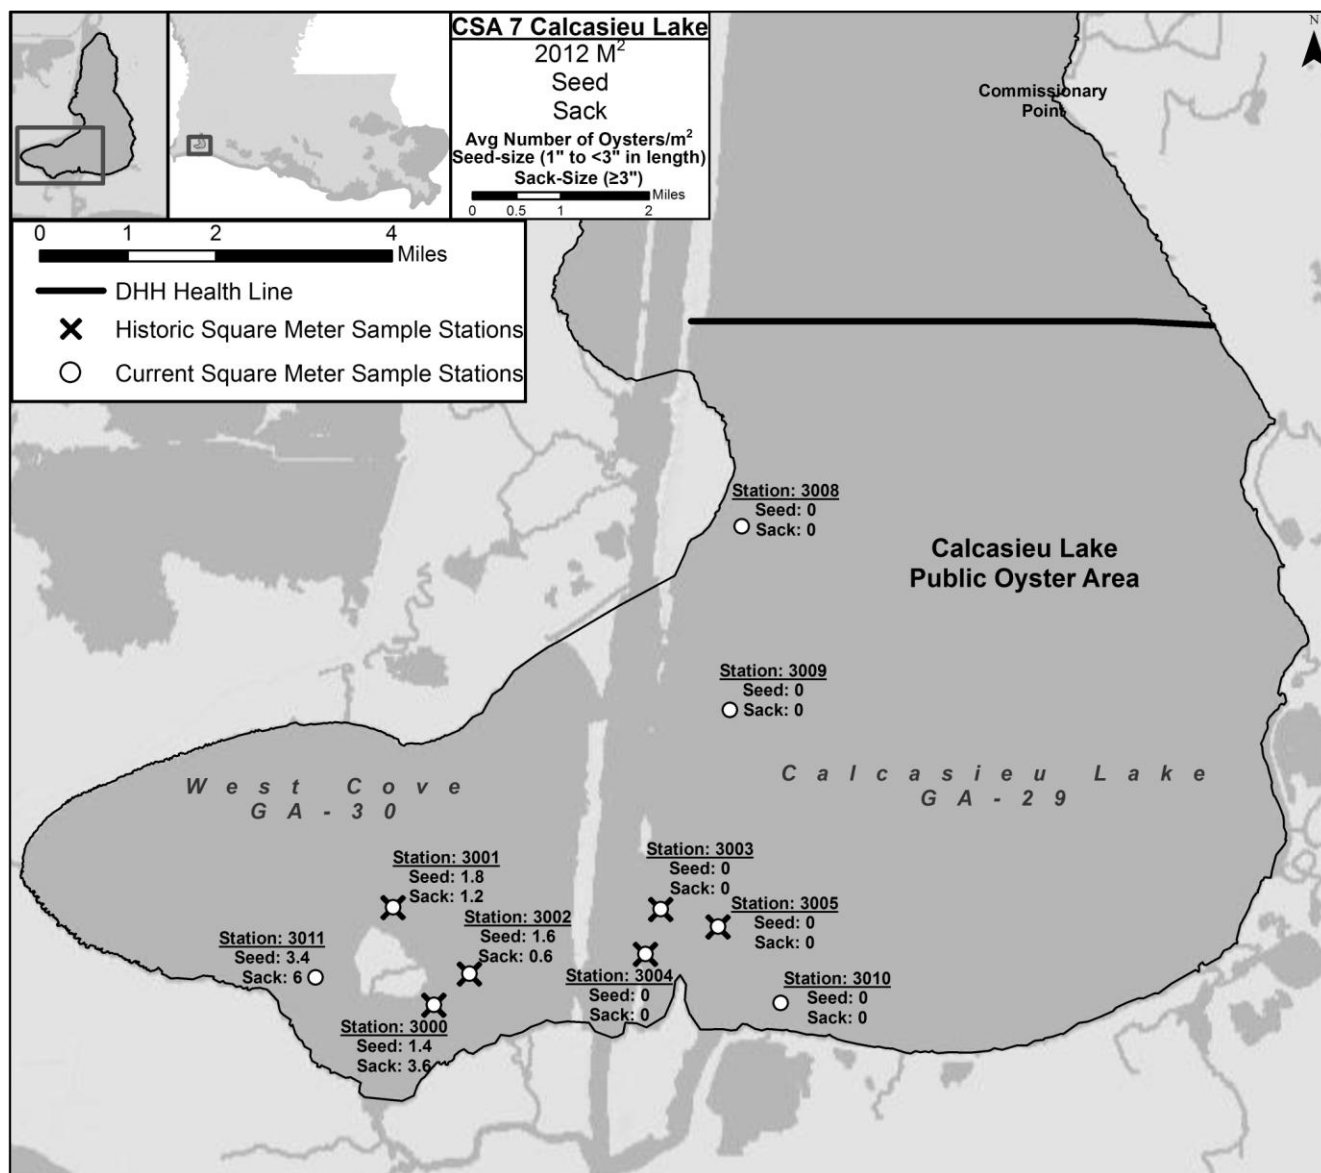 CSA 7 Calcasieu Lake
2012 M²
Seed
Sack
Avg Number of Oysters/m²
Seed-size (1" to <3" in length)
Sack-Size (≥3")
Miles
0 0.5 1 2
N
Commissionary
Point
0 1 2 4
Miles
DHH Health Line
Historic Square Meter Sample Stations
Current Square Meter Sample Stations
Station: 3008
Seed: 0
Sack: 0
Calcasieu Lake
Public Oyster Area
Station: 3009
Seed: 0
Sack: 0
West Cove
GA-30
Calcasieu Lake
GA-29
Station: 3001
Seed: 1.8
Sack: 1.2
Station: 3002
Seed: 1.6
Sack: 0.6
Station: 3011
Seed: 3.4
Sack: 6
Station: 3000
Seed: 1.4
Sack: 3.6
Station: 3003
Seed: 0
Sack: 0
Station: 3005
Seed: 0
Sack: 0
Station: 3004
Seed: 0
Sack: 0
Station: 3010
Seed: 0
Sack: 0